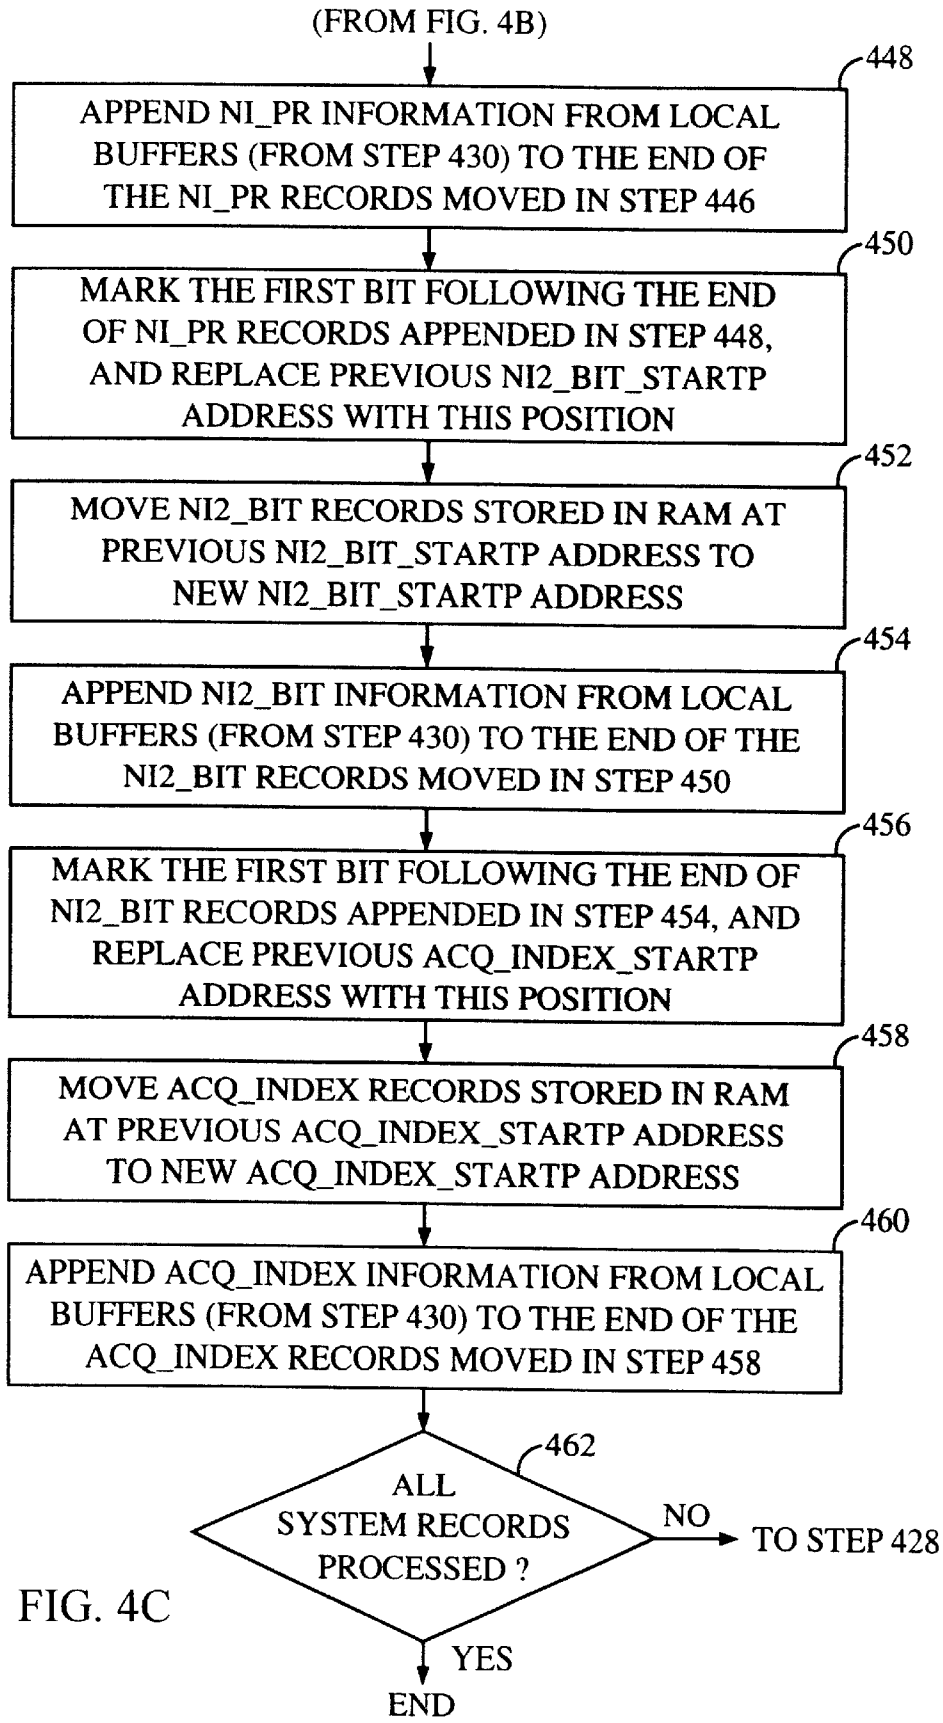 (FROM FIG. 4B)
448
APPEND NI_PR INFORMATION FROM LOCAL
BUFFERS (FROM STEP 430) TO THE END OF
THE NI_PR RECORDS MOVED IN STEP 446
450
MARK THE FIRST BIT FOLLOWING THE END
OF NI_PR RECORDS APPENDED IN STEP 448,
AND REPLACE PREVIOUS NI2_BIT_STARTP
ADDRESS WITH THIS POSITION
452
MOVE NI2_BIT RECORDS STORED IN RAM AT
PREVIOUS NI2_BIT_STARTP ADDRESS TO
NEW NI2_BIT_STARTP ADDRESS
454
APPEND NI2_BIT INFORMATION FROM LOCAL
BUFFERS (FROM STEP 430) TO THE END OF THE
NI2_BIT RECORDS MOVED IN STEP 450
456
MARK THE FIRST BIT FOLLOWING THE END OF
NI2_BIT RECORDS APPENDED IN STEP 454, AND
REPLACE PREVIOUS ACQ_INDEX_STARTP
ADDRESS WITH THIS POSITION
458
MOVE ACQ_INDEX RECORDS STORED IN RAM
AT PREVIOUS ACQ_INDEX_STARTP ADDRESS
TO NEW ACQ_INDEX_STARTP ADDRESS
460
APPEND ACQ_INDEX INFORMATION FROM LOCAL
BUFFERS (FROM STEP 430) TO THE END OF THE
ACQ_INDEX RECORDS MOVED IN STEP 458
462
ALL
SYSTEM RECORDS
PROCESSED ?
NO
TO STEP 428
FIG. 4C
YES
END